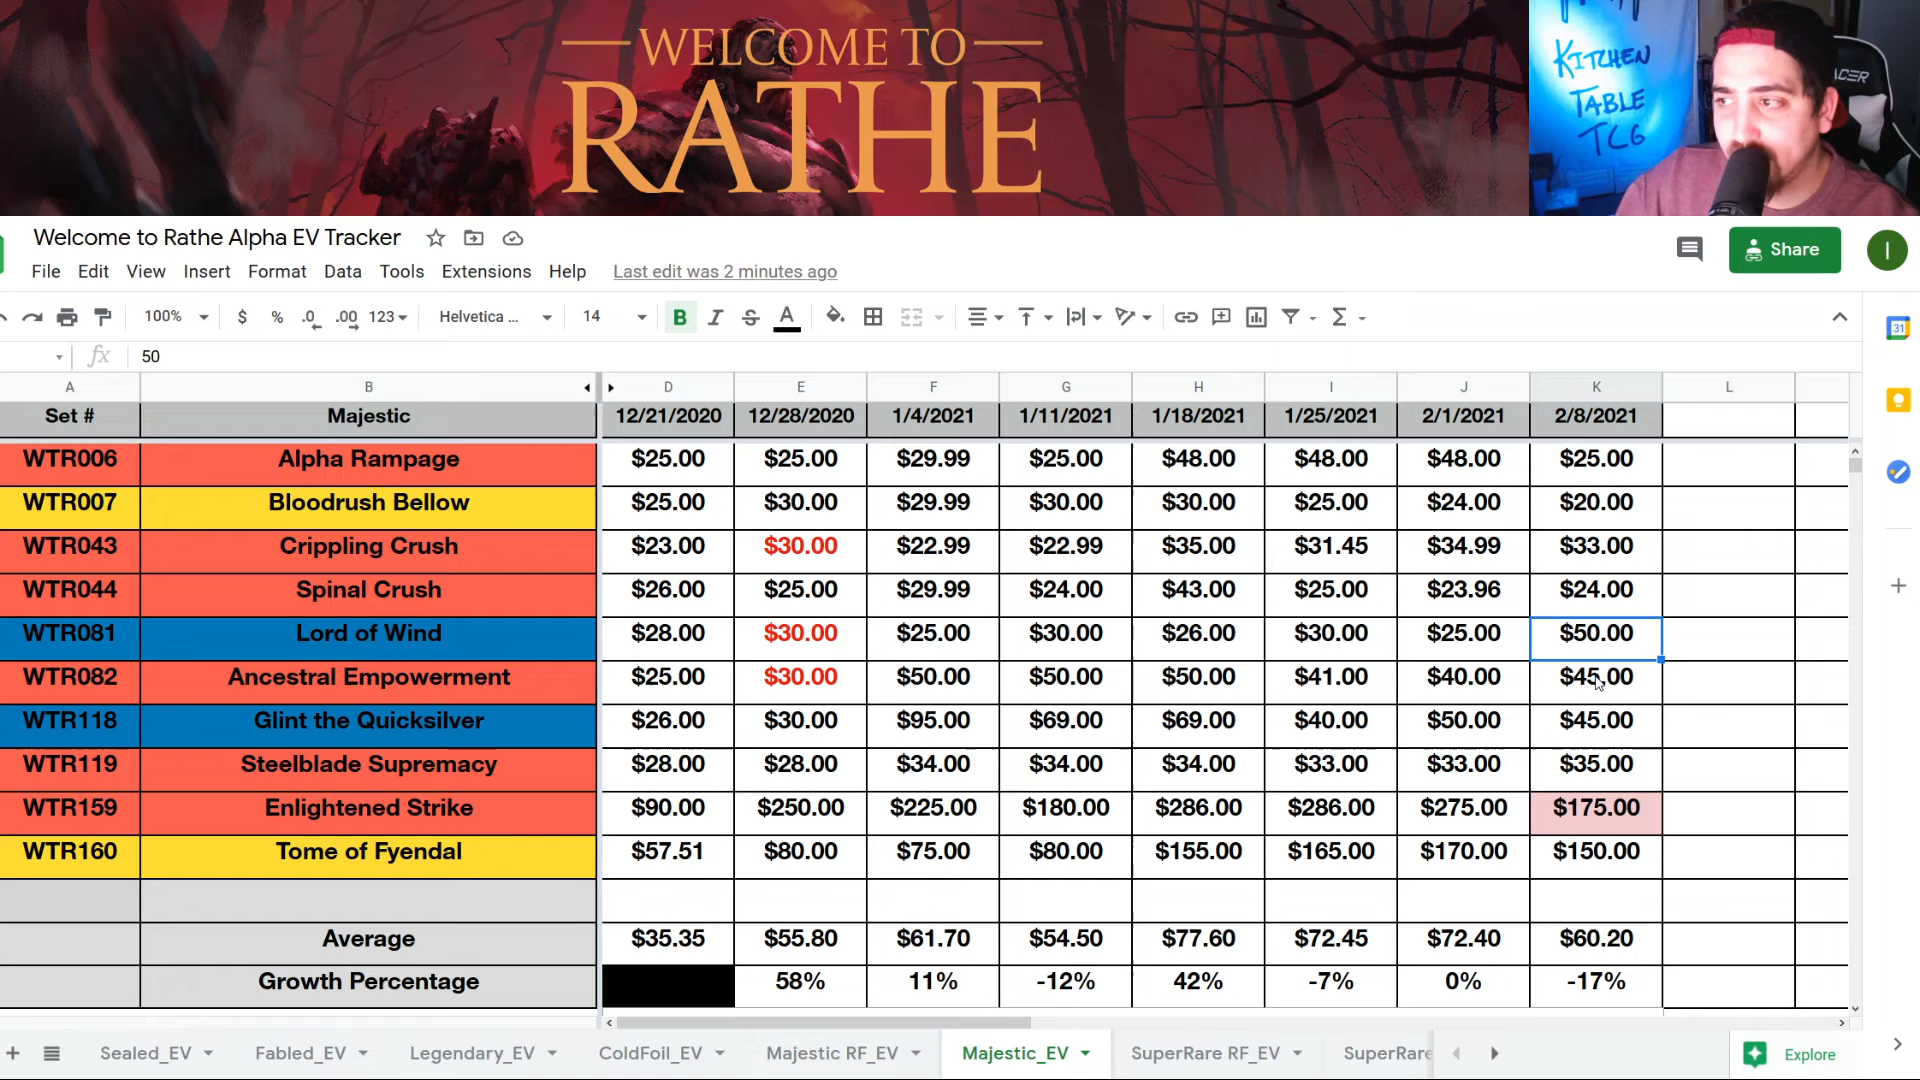 WELCOME TO
RATHE
KITCHEN
TABLE
TCG
ACER
Welcome to Rathe Alpha EV Tracker
Share
I
File Edit View Insert Format Data Tools Extensions Help Last edit was 2 minutes ago
100% $ % .0 .00 123 Helvetica ... 14 B I S A Σ
31
fx 50
A B D E F G H I J K L
Set # Majestic 12/21/2020 12/28/2020 1/4/2021 1/11/2021 1/18/2021 1/25/2021 2/1/2021 2/8/2021
WTR006 Alpha Rampage $25.00 $25.00 $29.99 $25.00 $48.00 $48.00 $48.00 $25.00
WTR007 Bloodrush Bellow $25.00 $30.00 $29.99 $30.00 $30.00 $25.00 $24.00 $20.00
WTR043 Crippling Crush $23.00 $30.00 $22.99 $22.99 $35.00 $31.45 $34.99 $33.00
WTR044 Spinal Crush $26.00 $25.00 $29.99 $24.00 $43.00 $25.00 $23.96 $24.00
WTR081 Lord of Wind $28.00 $30.00 $25.00 $30.00 $26.00 $30.00 $25.00 $50.00
WTR082 Ancestral Empowerment $25.00 $30.00 $50.00 $50.00 $50.00 $41.00 $40.00 $45.00
WTR118 Glint the Quicksilver $26.00 $30.00 $95.00 $69.00 $69.00 $40.00 $50.00 $45.00
WTR119 Steelblade Supremacy $28.00 $28.00 $34.00 $34.00 $34.00 $33.00 $33.00 $35.00
WTR159 Enlightened Strike $90.00 $250.00 $225.00 $180.00 $286.00 $286.00 $275.00 $175.00
WTR160 Tome of Fyendal $57.51 $80.00 $75.00 $80.00 $155.00 $165.00 $170.00 $150.00
Average $35.35 $55.80 $61.70 $54.50 $77.60 $72.45 $72.40 $60.20
Growth Percentage 58% 11% -12% 42% -7% 0% -17%
Sealed_EV Fabled_EV Legendary_EV ColdFoil_EV Majestic RF_EV Majestic_EV SuperRare RF_EV SuperRare Explore